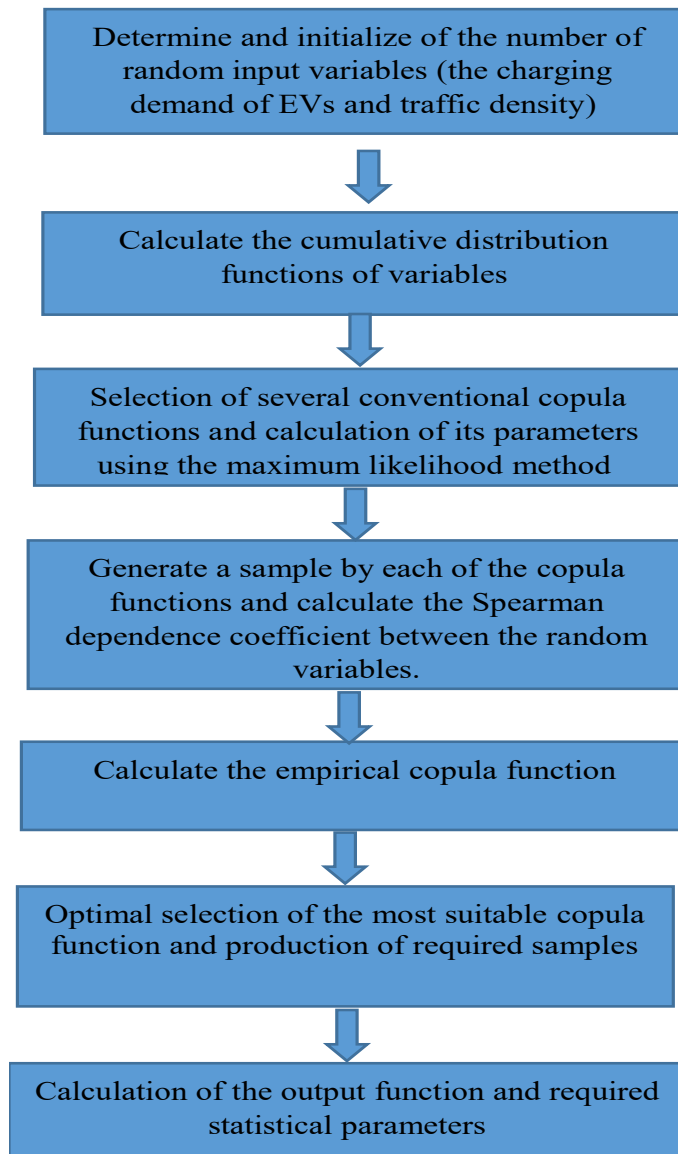 Determine and initialize of the number of
random input variables (the charging
demand of EVs and traffic density)
Calculate the cumulative distribution
functions of variables
Selection of several conventional copula
functions and calculation of its parameters
using the maximum likelihood method
Generate a sample by each of the copula
functions and calculate the Spearman
dependence coefficient between the random
variables.
Calculate the empirical copula function
Optimal selection of the most suitable copula
function and production of required samples
Calculation of the output function and required
statistical parameters